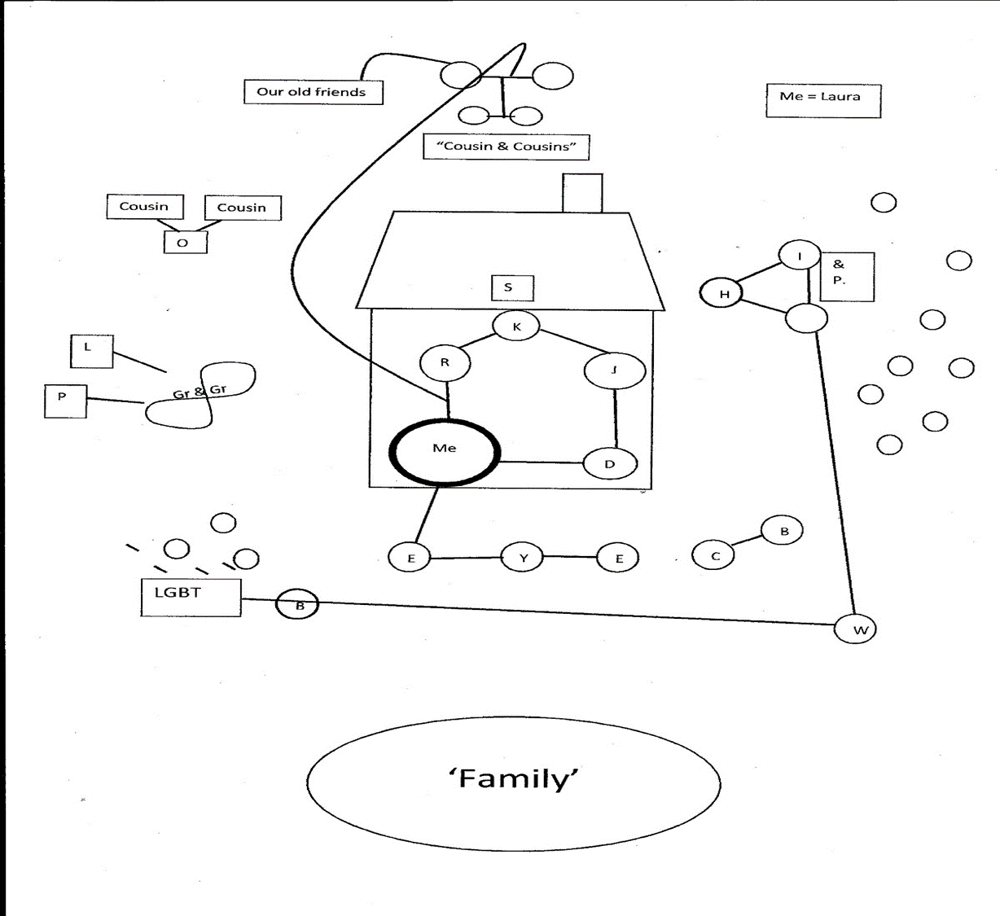 Our old friends
Me = Laura
“Cousin & Cousins”
Cousin
Cousin
O
I
&
P.
H
S
K
R
J
L
P
Gr & Gr
Me
D
B
C
E
Y
E
LGBT
B
W
‘Family’